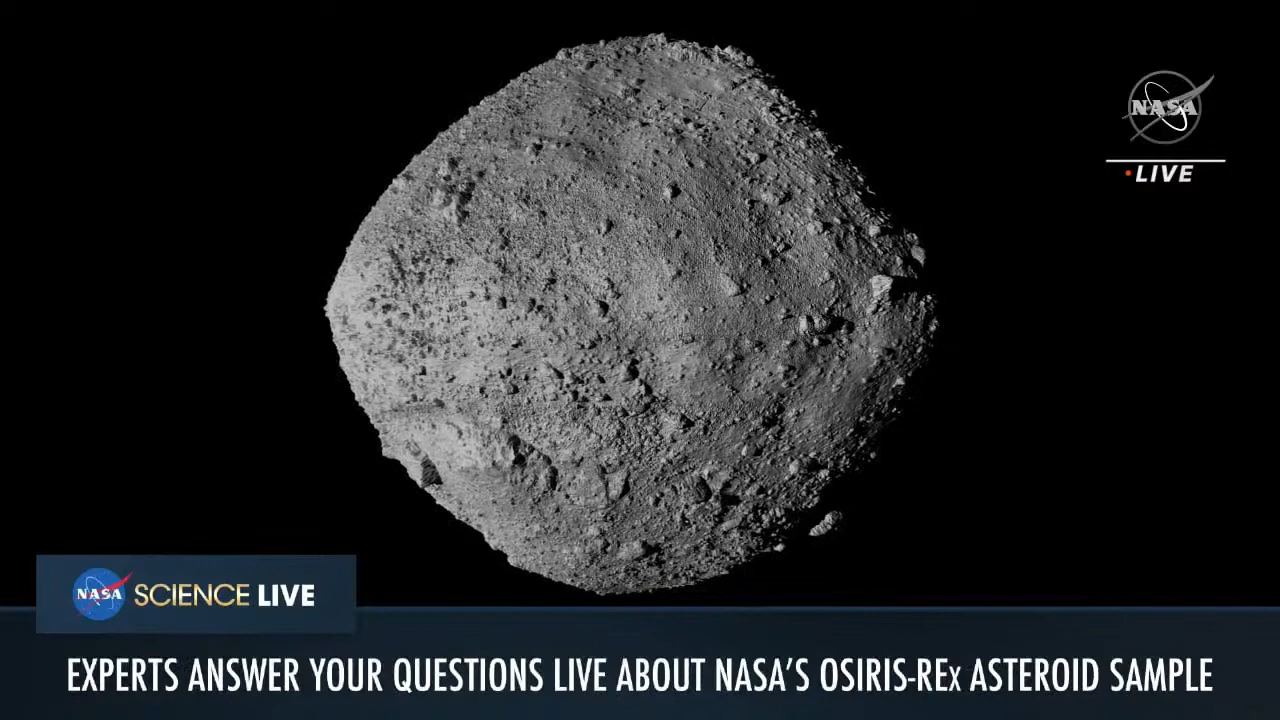 NASA
LIVE
NASA SCIENCE LIVE
EXPERTS ANSWER YOUR QUESTIONS LIVE ABOUT NASA'S OSIRIS-REx ASTEROID SAMPLE